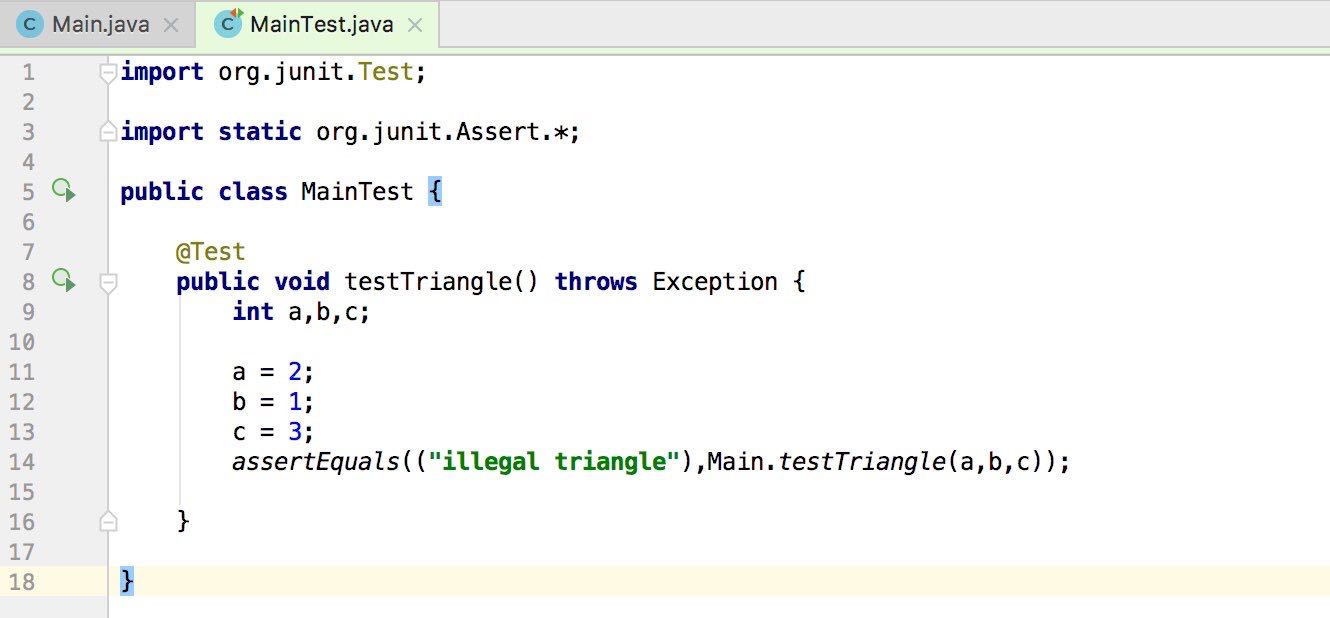 C Main.java × C MainTest.java ×
1 import org.junit.Test;
2
3 import static org.junit.Assert.*;
4
5 public class MainTest {
6
7 @Test
8 public void testTriangle() throws Exception {
9 int a,b,c;
10
11 a = 2;
12 b = 1;
13 c = 3;
14 assertEquals(("illegal triangle"),Main.testTriangle(a,b,c));
15
16 }
17
18 }